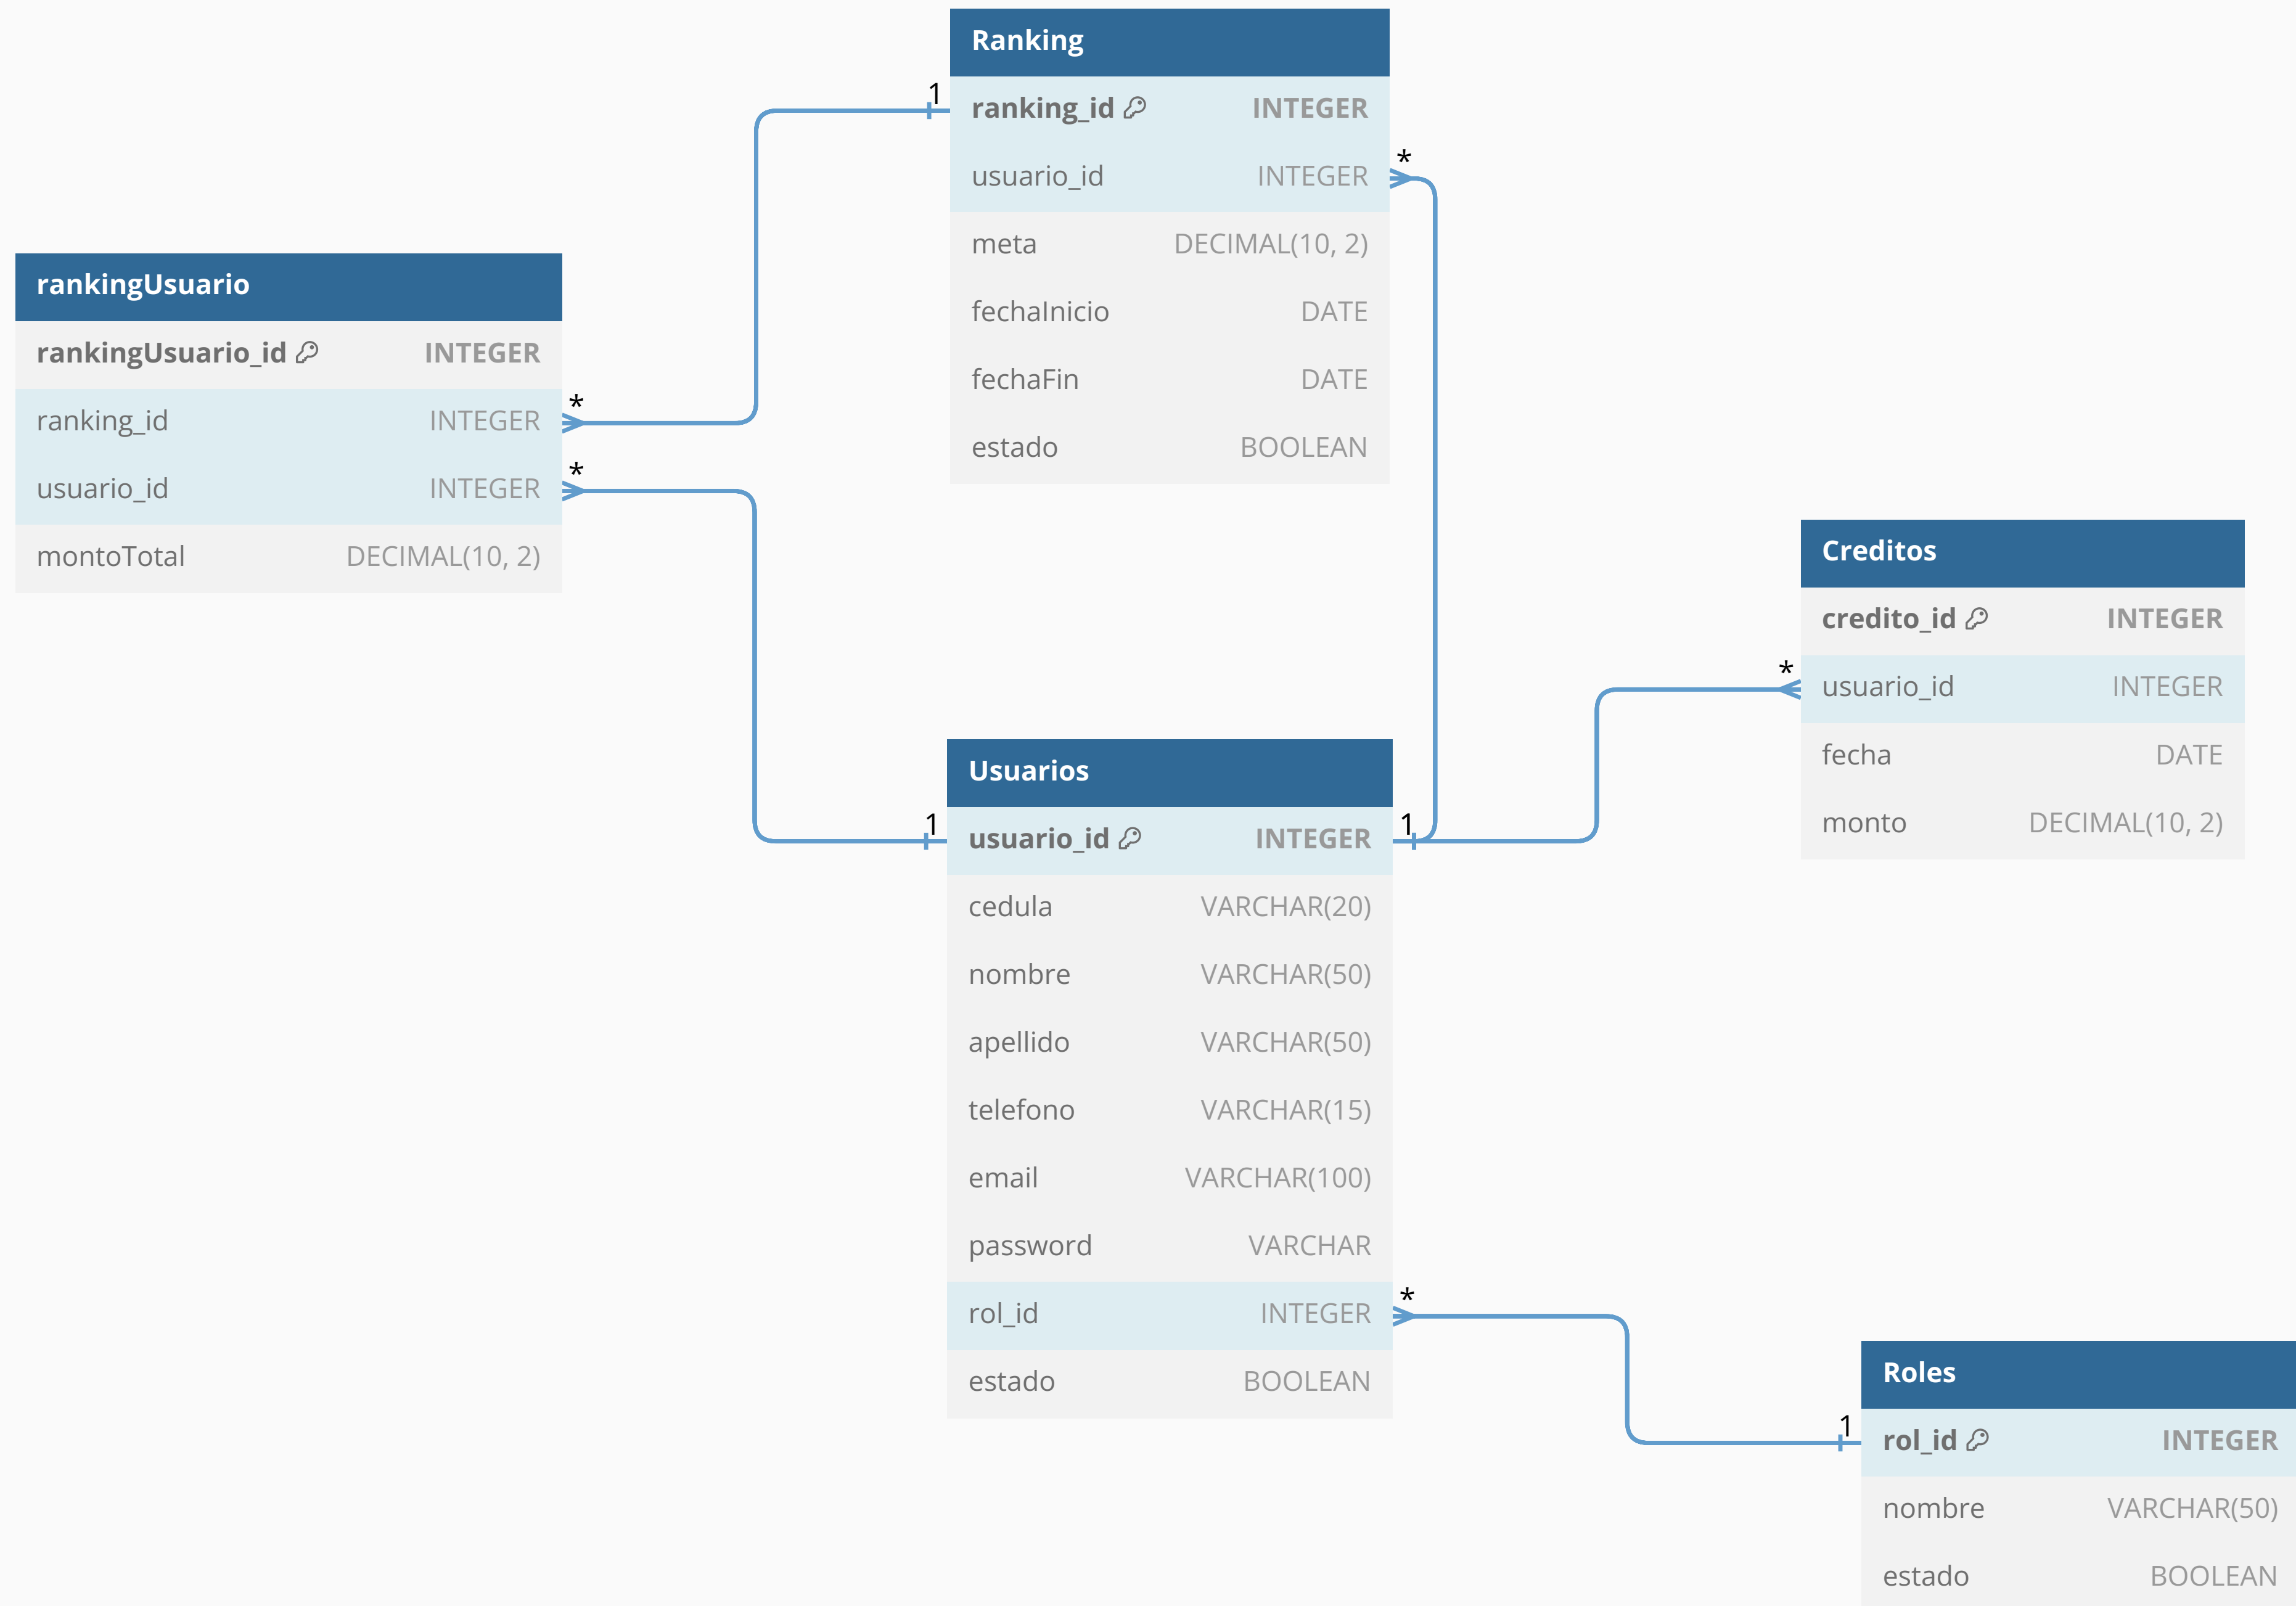 Ranking
ranking_id INTEGER
usuario_id INTEGER
meta DECIMAL(10, 2)
fechaInicio DATE
fechaFin DATE
estado BOOLEAN
1
*
rankingUsuario
rankingUsuario_id INTEGER
ranking_id INTEGER
usuario_id INTEGER
montoTotal DECIMAL(10, 2)
*
*
Creditos
credito_id INTEGER
usuario_id INTEGER
fecha DATE
monto DECIMAL(10, 2)
*
Usuarios
usuario_id INTEGER
cedula VARCHAR(20)
nombre VARCHAR(50)
apellido VARCHAR(50)
telefono VARCHAR(15)
email VARCHAR(100)
password VARCHAR
rol_id INTEGER
estado BOOLEAN
1
1
*
Roles
rol_id INTEGER
nombre VARCHAR(50)
estado BOOLEAN
1